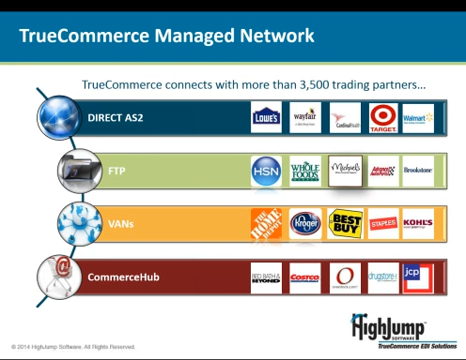 TrueCommerce Managed Network
TrueCommerce connects with more than 3,500 trading partners...
DIRECT AS2
LOWE'S
wayfair
CardinalHealth
TARGET
Walmart
FTP
HSN
WHOLE
FOODS
MARKET
Michaels
Brookstone
VANs
THE
HOME
DEPOT
Kroger
BEST
BUY
STAPLES
KOHL'S
CommerceHub
@
BED BATH &
BEYOND
COSTCO
overstock.com
drugstore
jcp
HIGHJUMP
SOFTWARE
TrueCommerce EDI Solutions
© 2014 HighJump Software. All Rights Reserved.